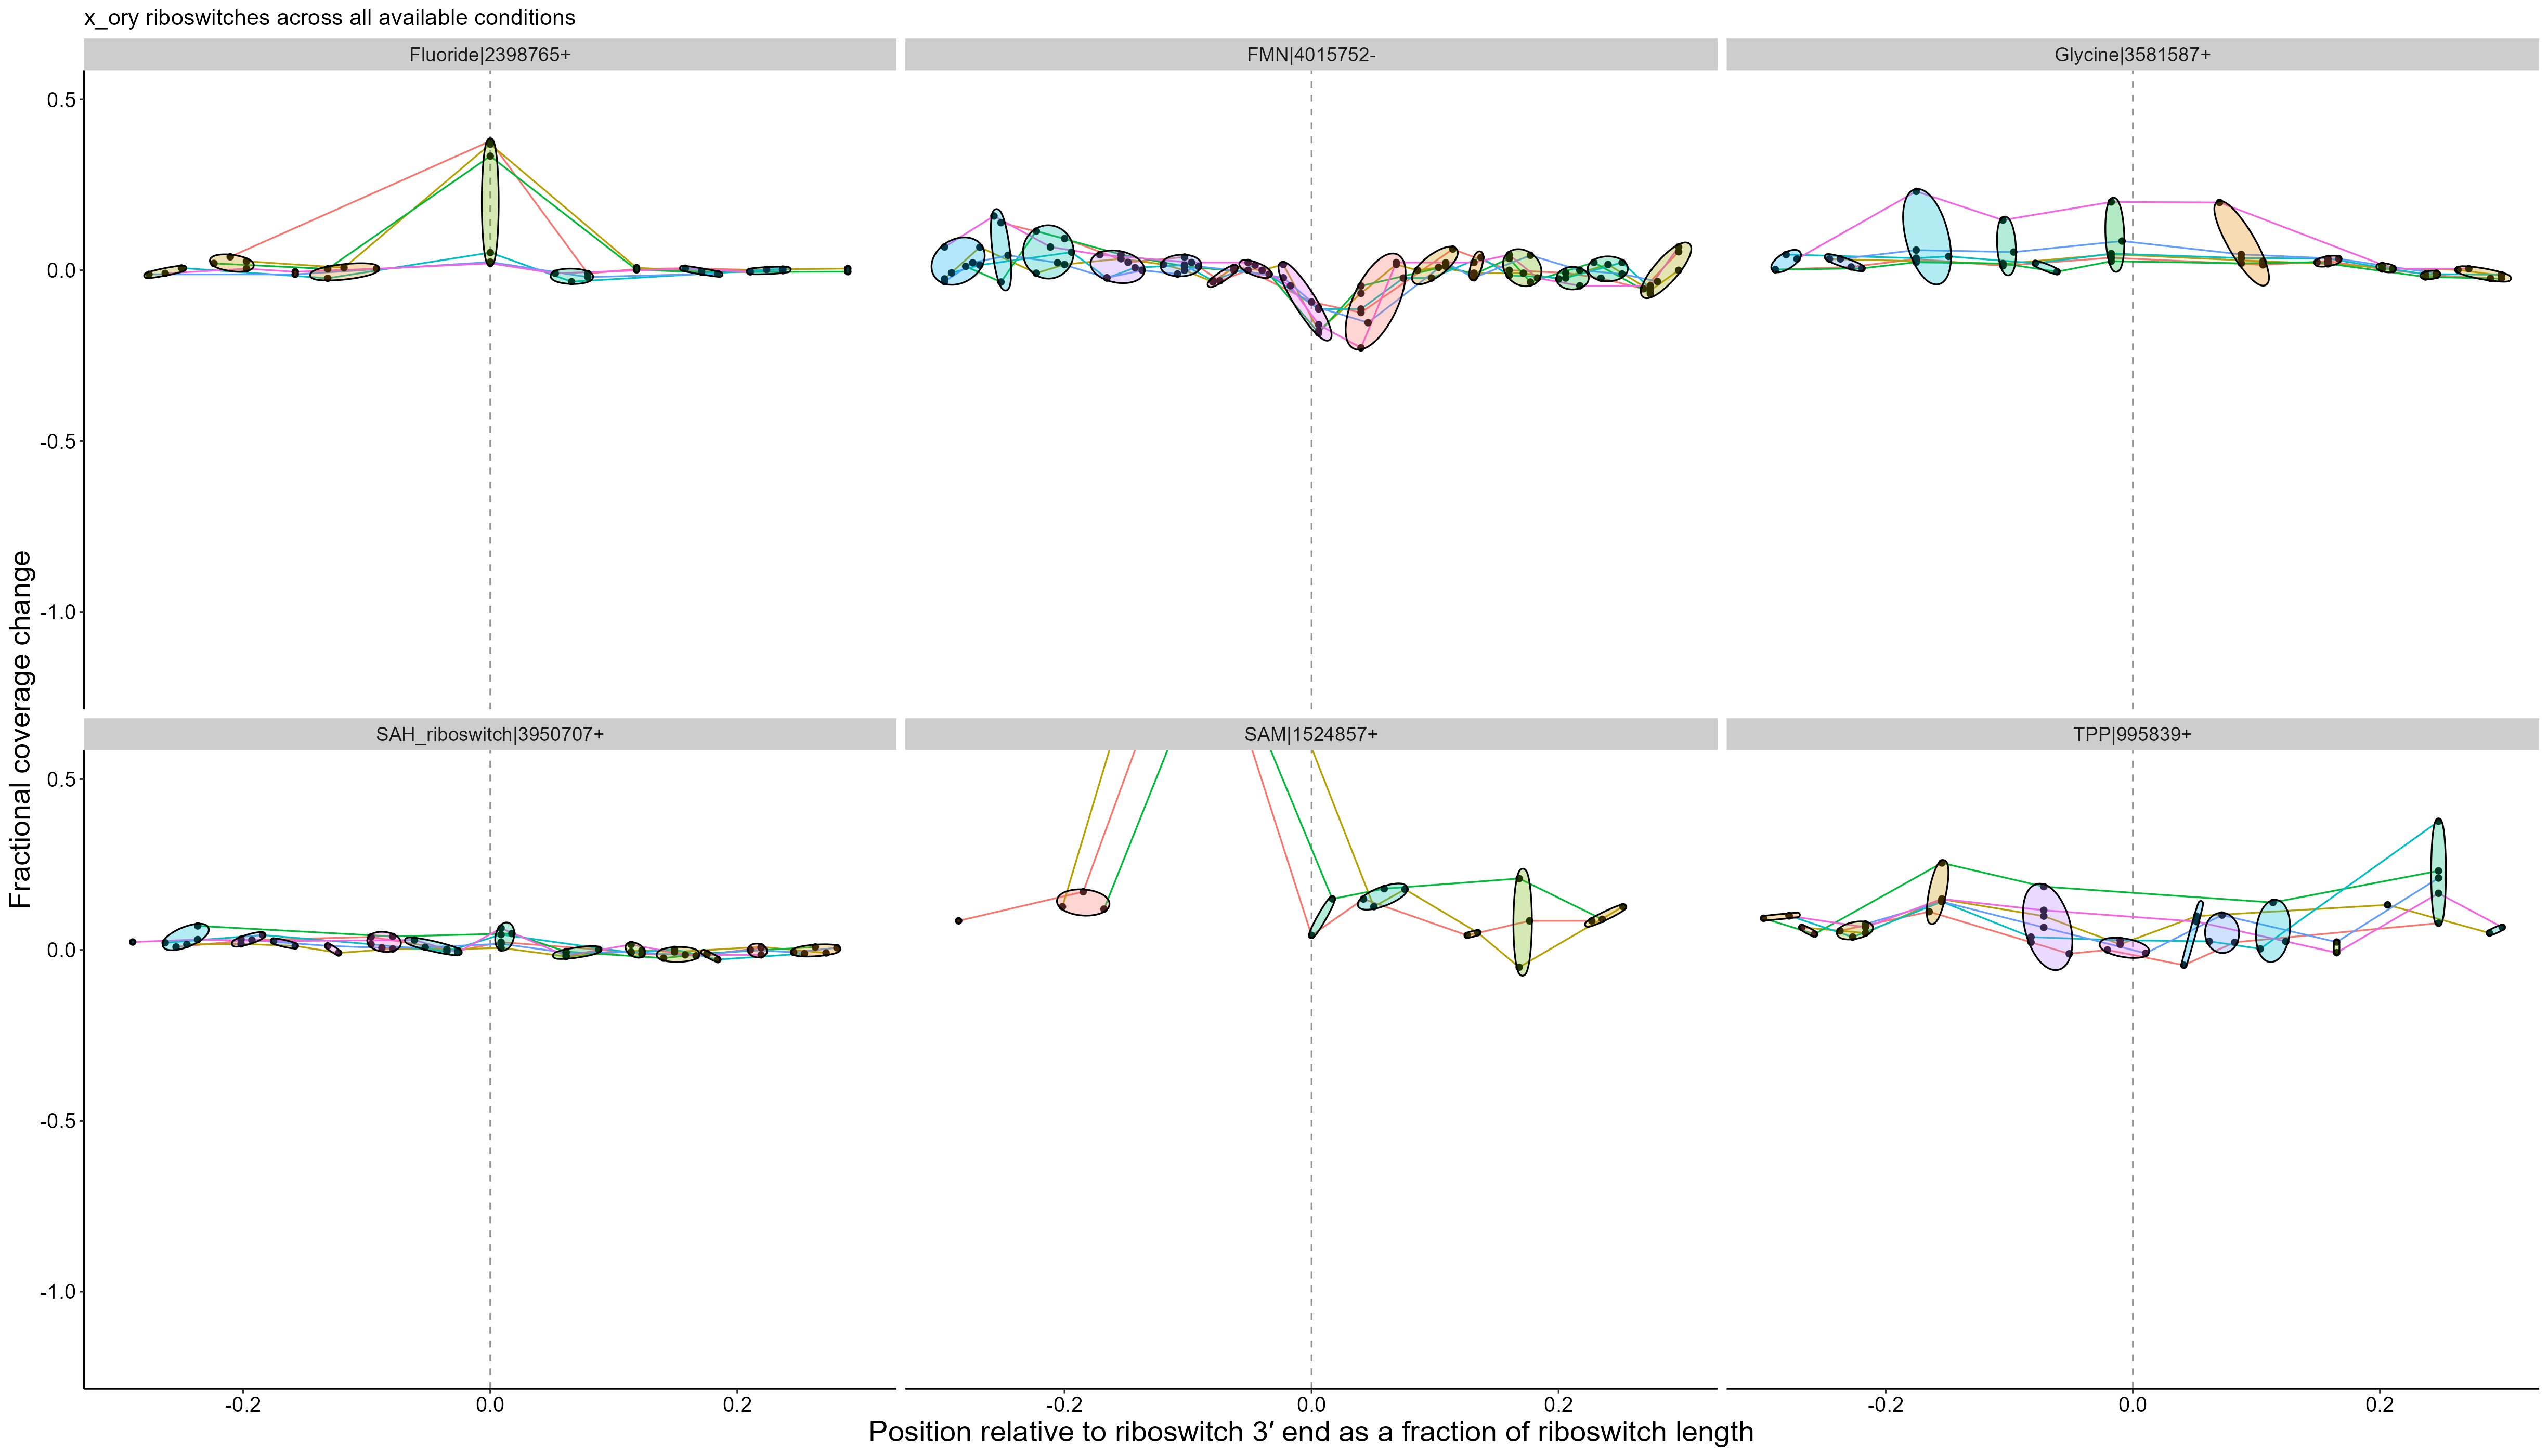 x_ory riboswitches across all available conditions
Fluoride|2398765+
FMN|4015752-
Glycine|3581587+
0.5
0.0
-0.5
-1.0
SAH_riboswitch|3950707+
SAM|1524857+
TPP|995839+
0.5
0.0
-0.5
-1.0
Fractional coverage change
-0.2 0.0 0.2
-0.2 0.0 0.2
-0.2 0.0 0.2
Position relative to riboswitch 3′ end as a fraction of riboswitch length